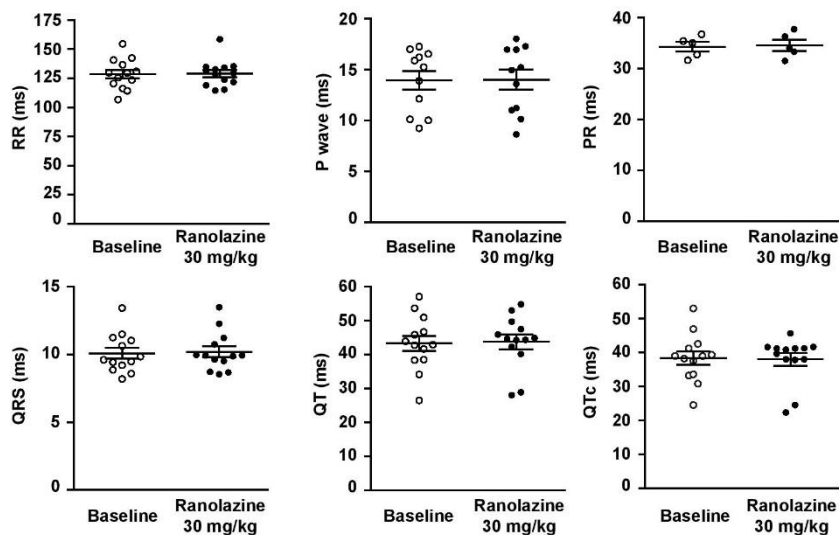 RR (ms)
175
150
125
100
75
50
25
0
Baseline
Ranolazine
30 mg/kg
P wave (ms)
20
15
10
5
0
Baseline
Ranolazine
30 mg/kg
PR (ms)
40
30
20
10
0
Baseline
Ranolazine
30 mg/kg
QRS (ms)
15
10
5
0
Baseline
Ranolazine
30 mg/kg
QT (ms)
60
50
40
30
20
10
0
Baseline
Ranolazine
30 mg/kg
QTc (ms)
60
50
40
30
20
10
0
Baseline
Ranolazine
30 mg/kg